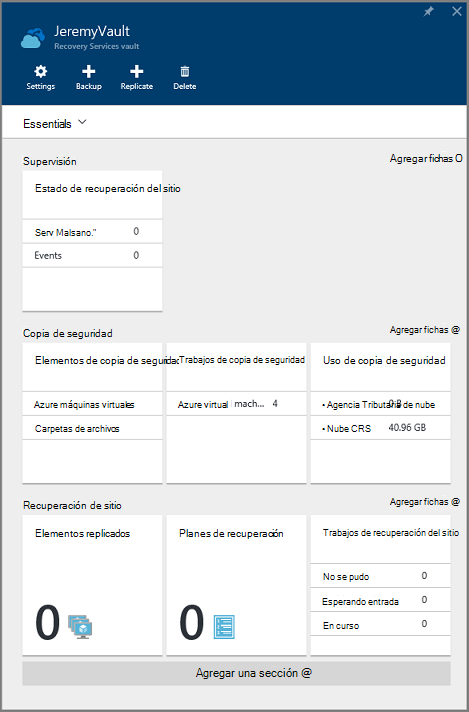 JeremyVault
Recovery Services vault
Settings Backup Replicate Delete
Essentials
Supervisión Agregar fichas O
Estado de recuperación del sitio
Serv Malsano." 0
Events 0
Copia de seguridad Agregar fichas @
Elementos de copia de seguridad Trabajos de copia de seguridad Uso de copia de seguridad
Azure máquinas virtuales Azure virtual mach... 4 • Agencia Tributaria de nube 0 B
Carpetas de archivos • Nube CRS 40.96 GB
Recuperación de sitio Agregar fichas @
Elementos replicados Planes de recuperación Trabajos de recuperación del sitio
No se pudo 0
Esperando entrada 0
0 0 En curso 0
Agregar una sección @